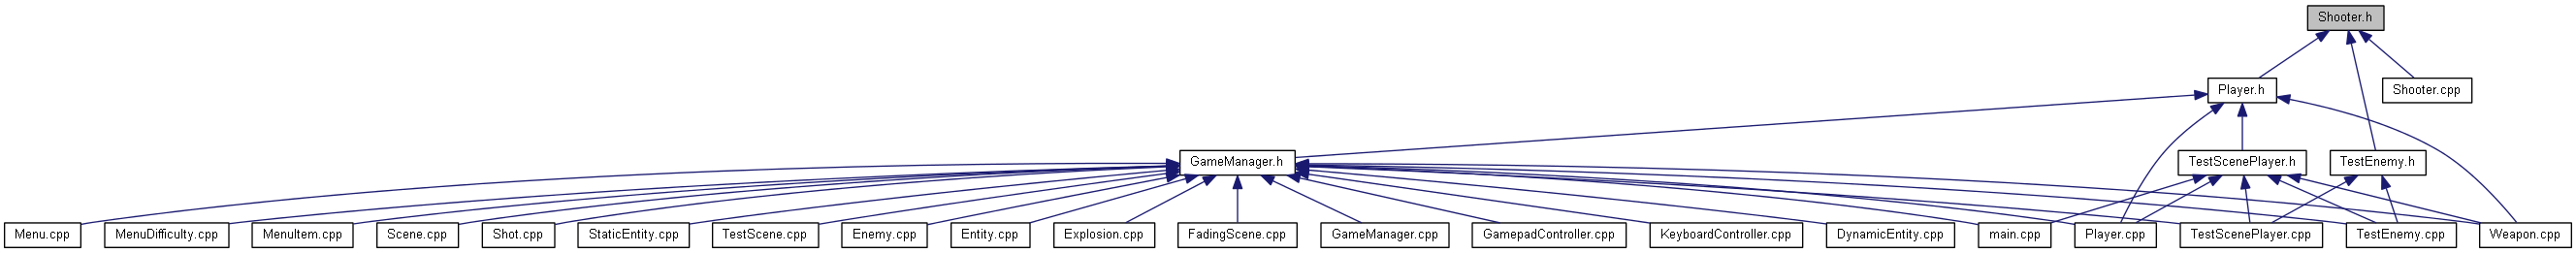 Shooter.h
Player.h
Shooter.cpp
GameManager.h
TestScenePlayer.h
TestEnemy.h
Menu.cpp
MenuDifficulty.cpp
MenuItem.cpp
Scene.cpp
Shot.cpp
StaticEntity.cpp
TestScene.cpp
Enemy.cpp
Entity.cpp
Explosion.cpp
FadingScene.cpp
GameManager.cpp
GamepadController.cpp
KeyboardController.cpp
DynamicEntity.cpp
main.cpp
Player.cpp
TestScenePlayer.cpp
TestEnemy.cpp
Weapon.cpp